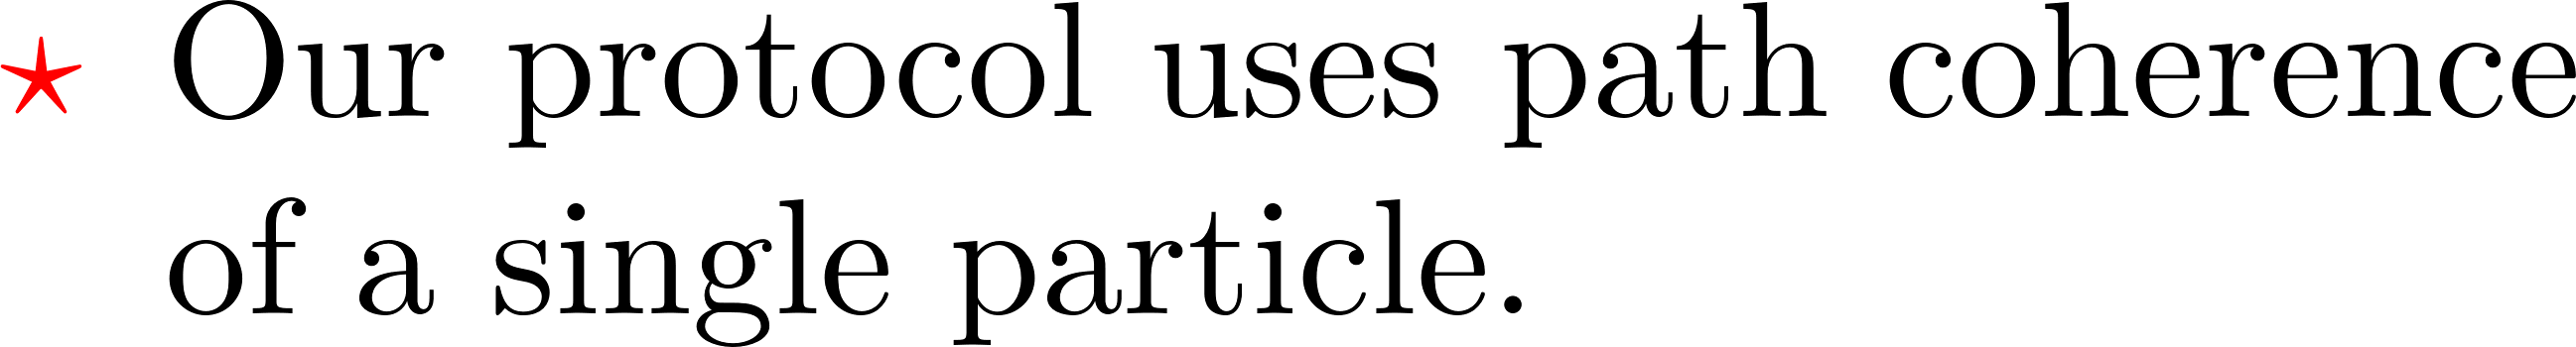 ⋆ Our protocol uses path coherence
of a single particle.